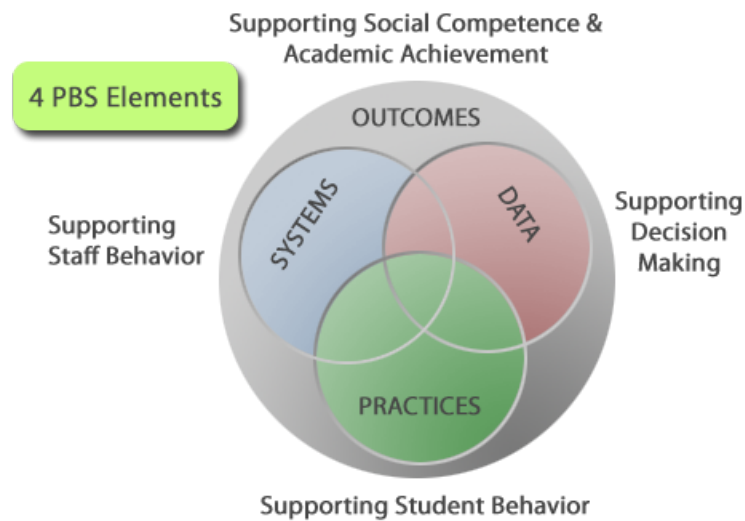 Supporting Social Competence &
Academic Achievement
4 PBS Elements
OUTCOMES
SYSTEMS
DATA
Supporting
Staff Behavior
Supporting
Decision
Making
PRACTICES
Supporting Student Behavior